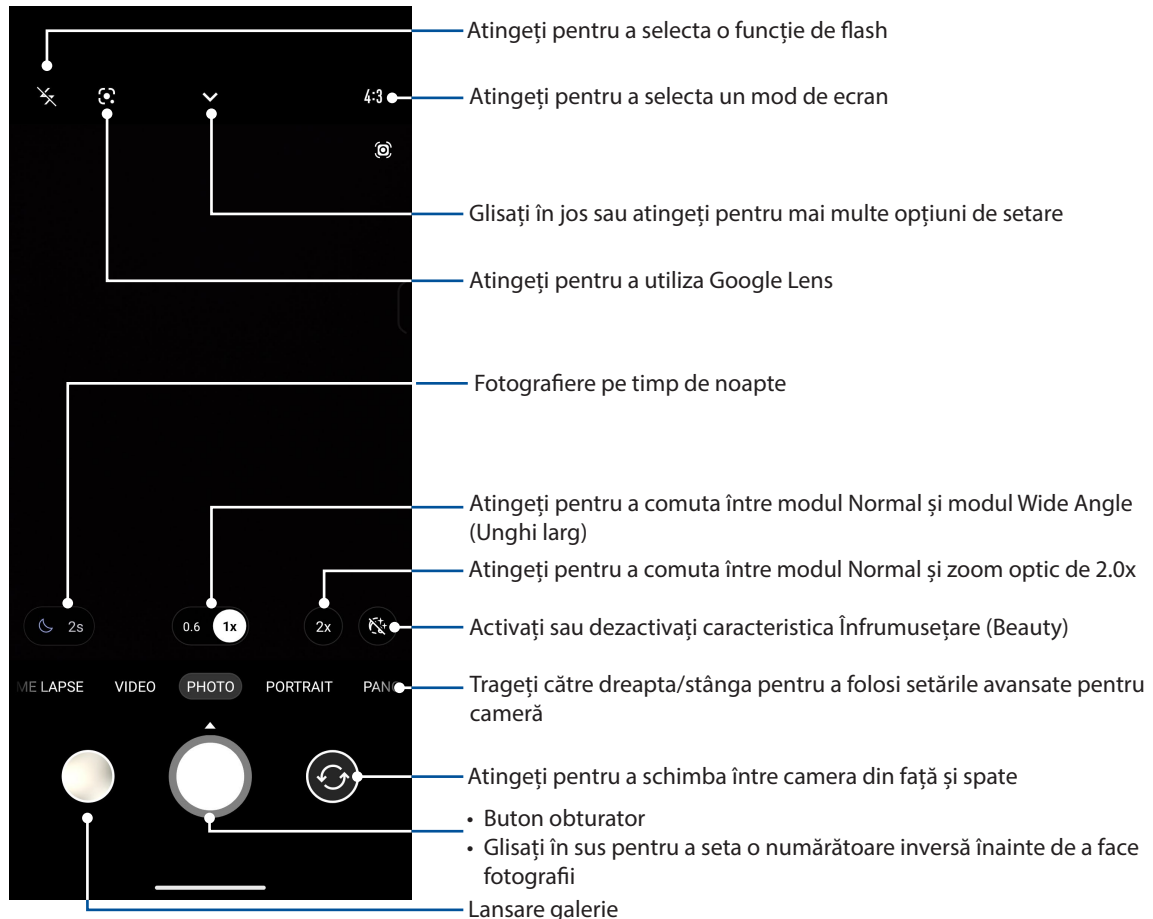 Atingeți pentru a selecta o funcție de flash
4:3
Atingeți pentru a selecta un mod de ecran
Glisați în jos sau atingeți pentru mai multe opțiuni de setare
Atingeți pentru a utiliza Google Lens
Fotografiere pe timp de noapte
Atingeți pentru a comuta între modul Normal și modul Wide Angle
(Unghi larg)
Atingeți pentru a comuta între modul Normal și zoom optic de 2.0x
2s 0.6 1x 2x
Activați sau dezactivați caracteristica Înfrumusețare (Beauty)
ME LAPSE VIDEO PHOTO PORTRAIT PANO
Trageți către dreapta/stânga pentru a folosi setările avansate pentru
cameră
Atingeți pentru a schimba între camera din față și spate
• Buton obturator
• Glisați în sus pentru a seta o numărătoare inversă înainte de a face
fotografii
Lansare galerie